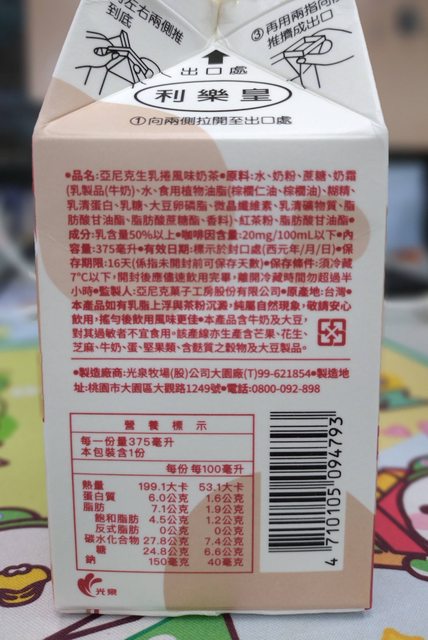 向左右兩側推
到底
③再用兩指向
推擠成出口
出口處
利樂皇
①向兩側拉開至出口處
●品名:亞尼克生乳捲風味奶茶●原料:水、奶粉、蔗糖、奶霜
(乳製品(牛奶)、水、食用植物油脂(棕櫚仁油、棕櫚油)、糊精、
乳清蛋白、乳糖、大豆卵磷脂、微晶纖維素、乳清礦物質、脂
肪酸甘油酯、脂肪酸蔗糖酯、香料)、紅茶粉、脂肪酸甘油酯●
成分:乳含量50%以上●咖啡因含量:20mg/100mL以下●內
容量:375毫升●有效日期:標示於封口處(西元年/月/日)●保
存期限:16天(係指未開封前可保存天數)●保存條件:須冷藏
7°C以下,開封後應儘速飲用完畢,離開冷藏時間勿超過半
小時●監製人:亞尼克菓子工房股份有限公司●原產地:台灣●
本產品如有乳脂上浮與茶粉沉澱,純屬自然現象,敬請安心
飲用,搖勻後飲用風味更佳●本產品含牛奶及大豆,
對其過敏者不宜食用。該產線亦生產含芒果、花生、
芝麻、牛奶、蛋、堅果類、含麩質之穀物及大豆製品。
●製造廠商:光泉牧場(股)公司大園廠(T)99-621854●製造地
址:桃園市大園區大觀路1249號●電話:0800-092-898
營養標示
每一份量375毫升
本包裝含1份
每份 每100毫升
熱量 199.1大卡 53.1大卡
蛋白質 6.0公克 1.6公克
脂肪 7.1公克 1.9公克
飽和脂肪 4.5公克 1.2公克
反式脂肪 0公克 0公克
碳水化合物 27.8公克 7.4公克
糖 24.8公克 6.6公克
鈉 150毫克 40毫克
光泉
4 710105 094793